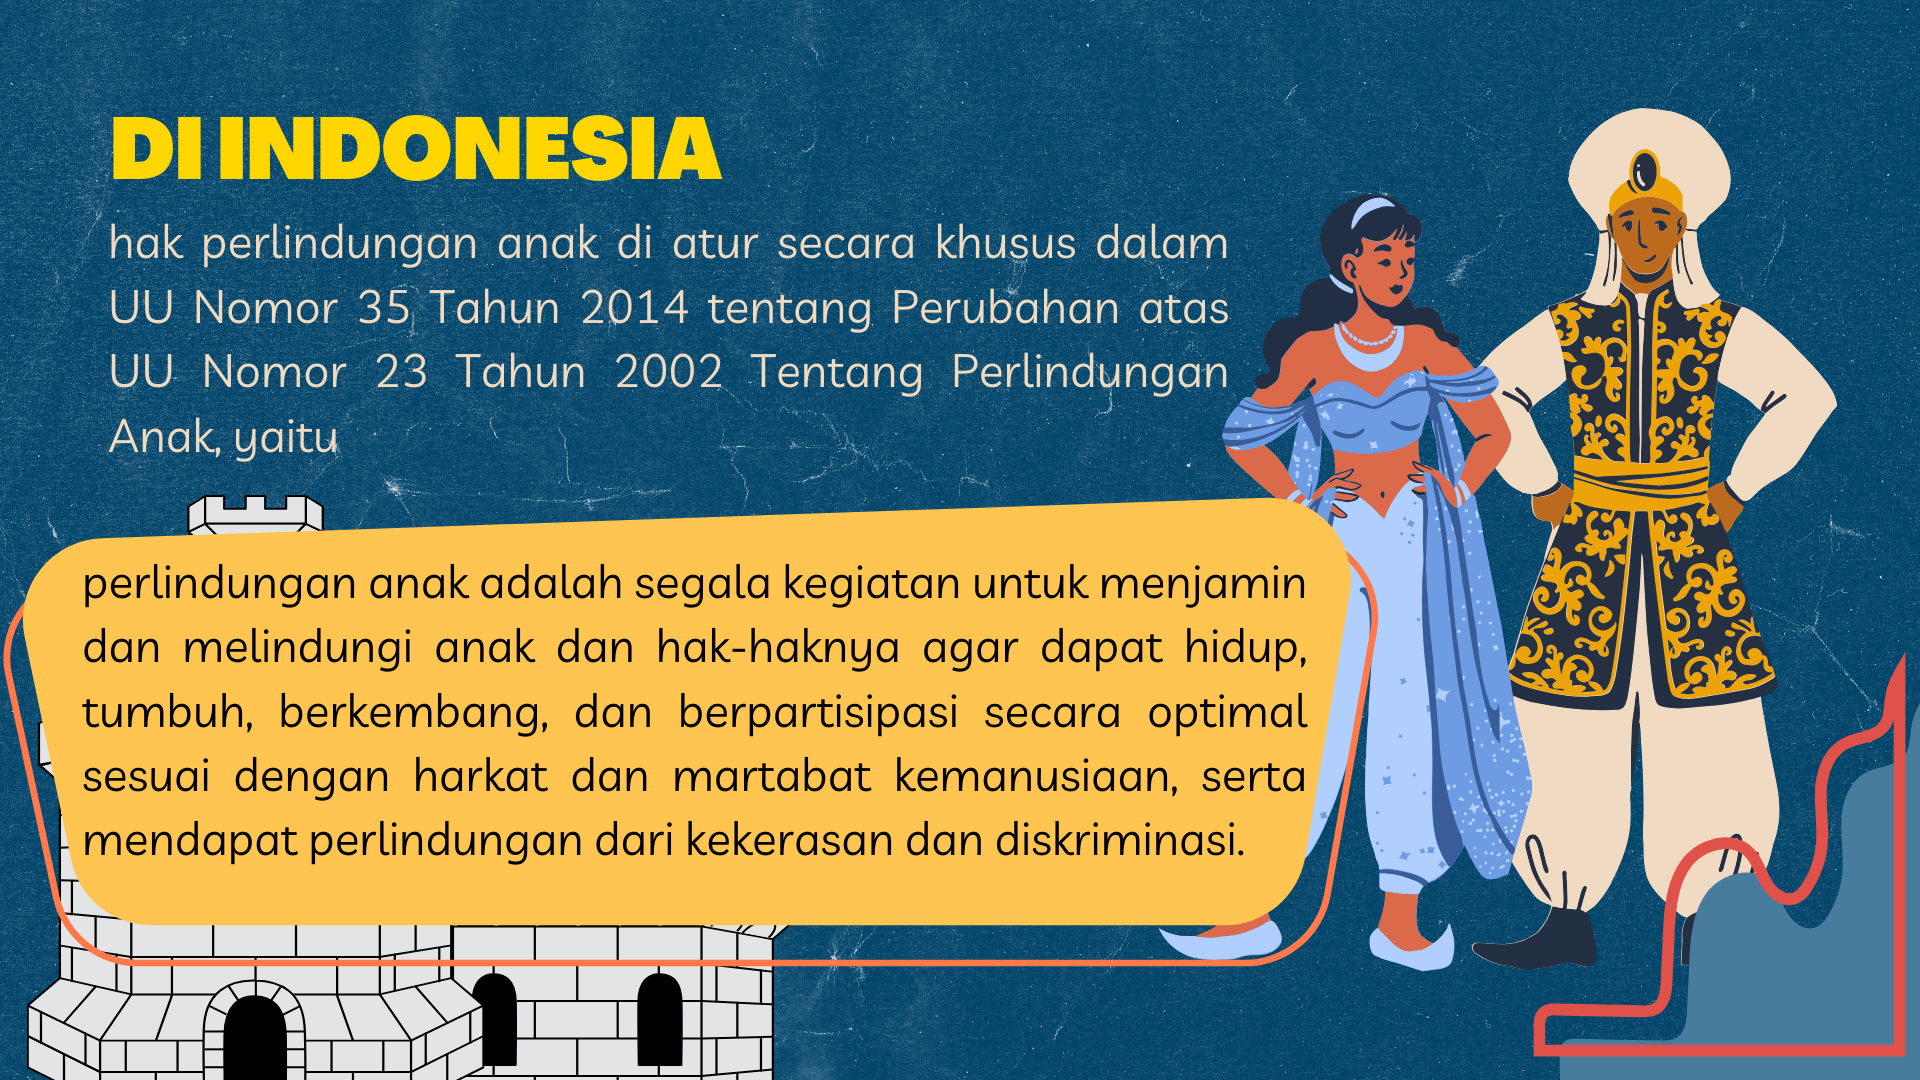 DI INDONESIA
hak perlindungan anak di atur secara khusus dalam
UU Nomor 35 Tahun 2014 tentang Perubahan atas
UU Nomor 23 Tahun 2002 Tentang Perlindungan
Anak, yaitu
perlindungan anak adalah segala kegiatan untuk menjamin
dan melindungi anak dan hak-haknya agar dapat hidup,
tumbuh, berkembang, dan berpartisipasi secara optimal
sesuai dengan harkat dan martabat kemanusiaan, serta
mendapat perlindungan dari kekerasan dan diskriminasi.